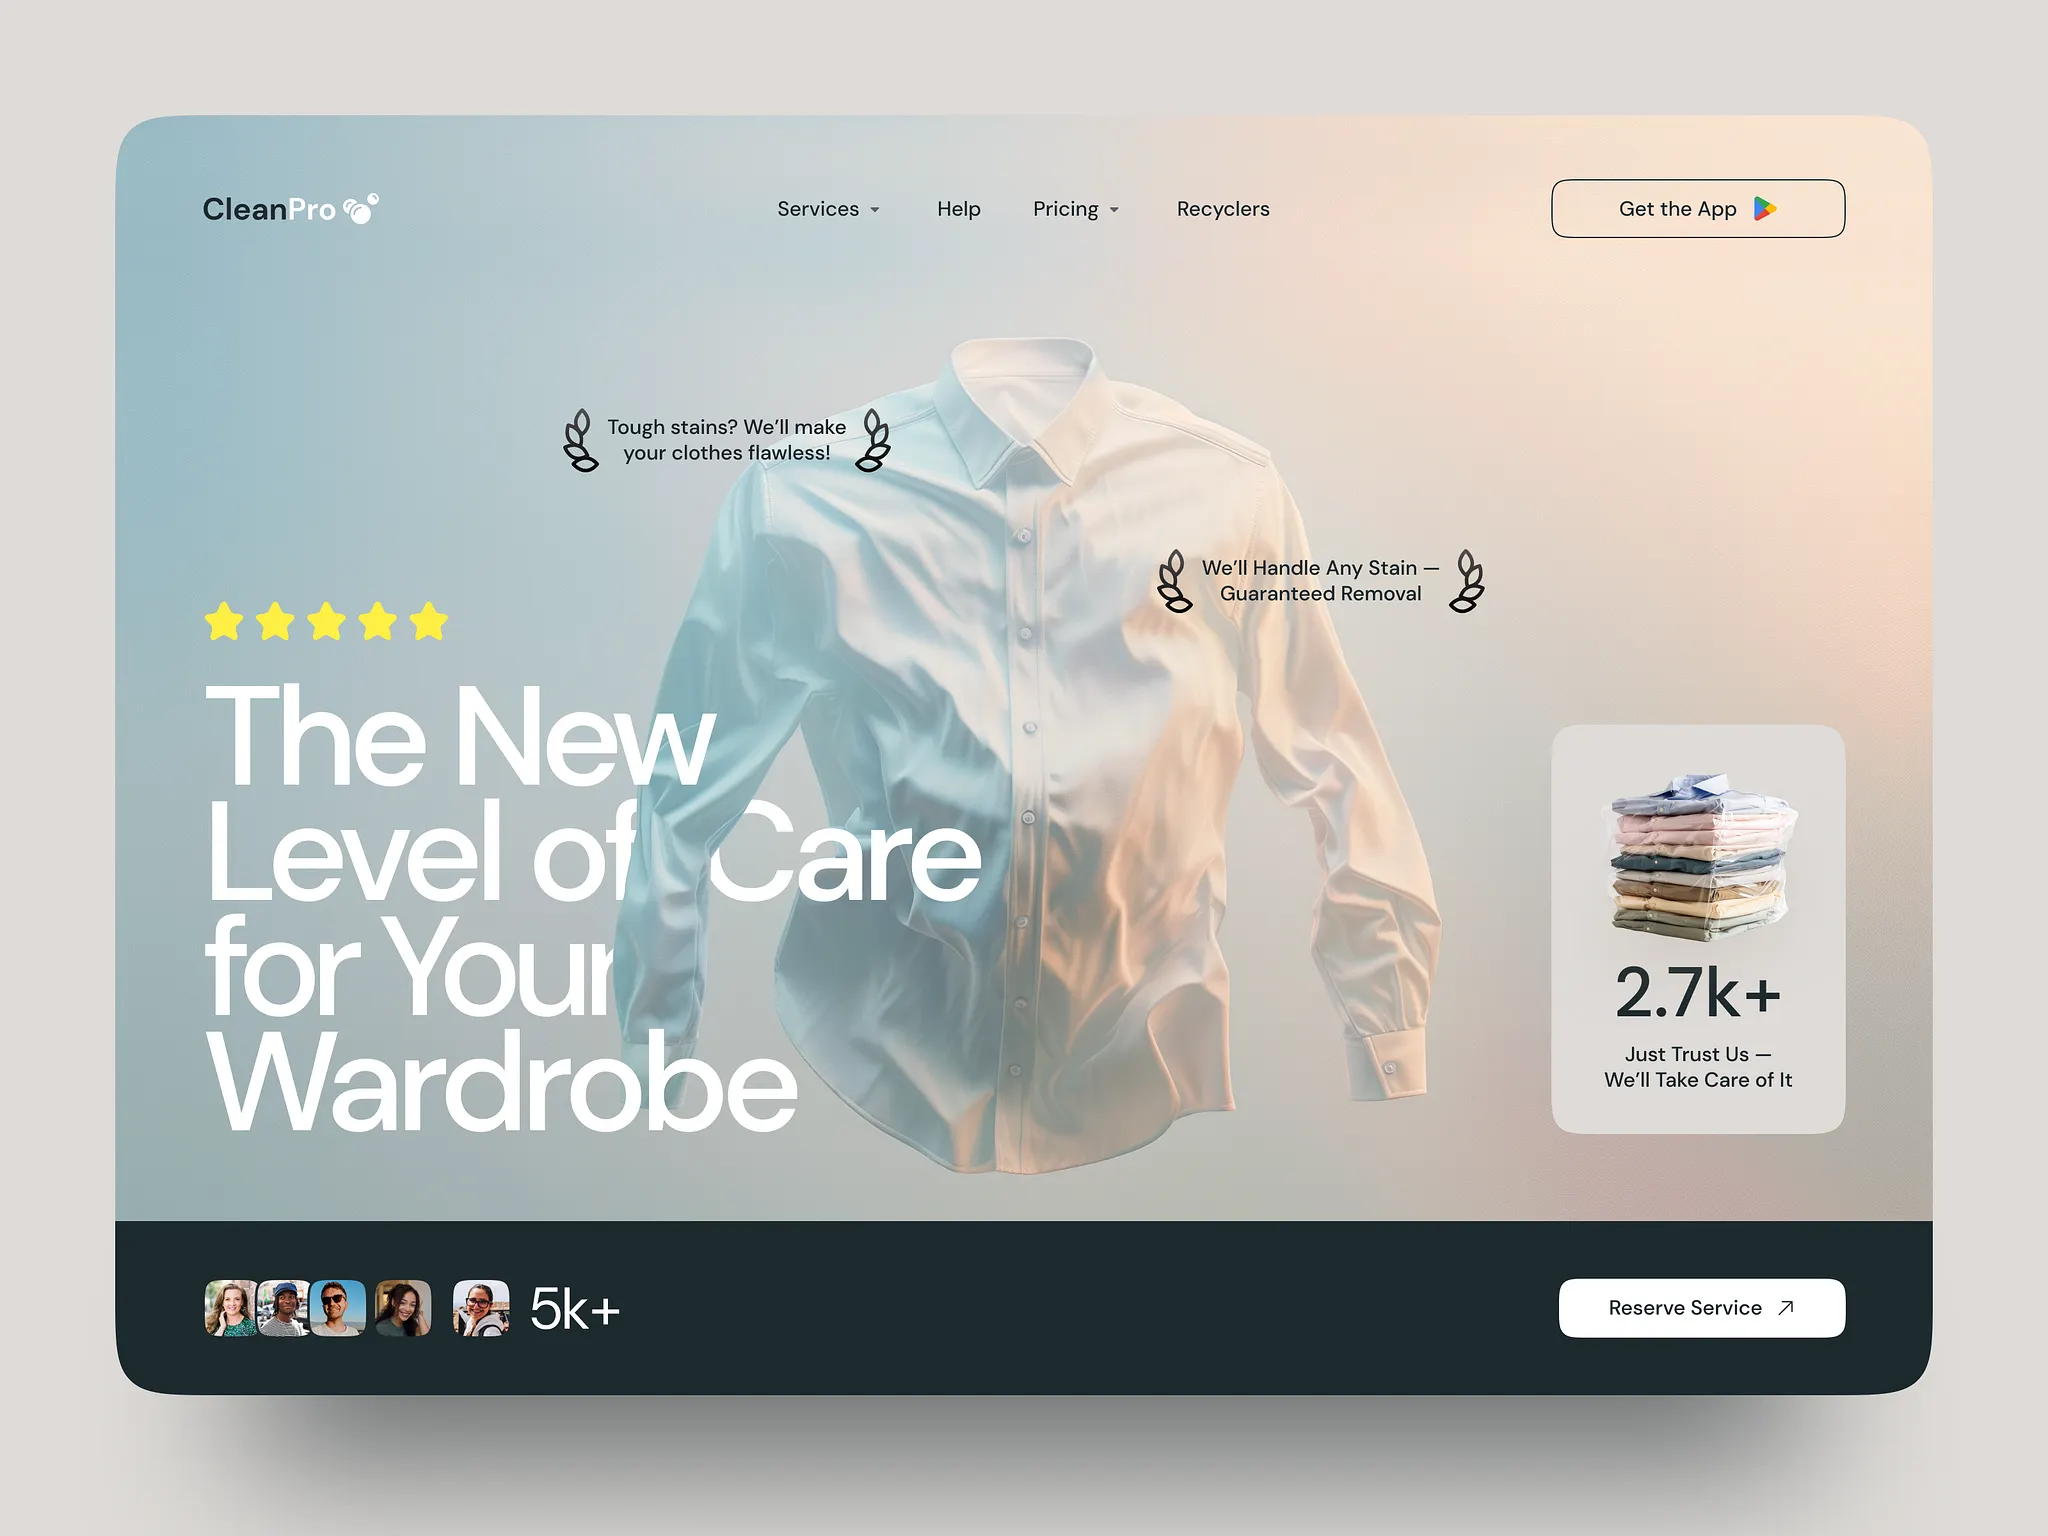 CleanPro
Services
Help
Pricing
Recyclers
Get the App
Tough stains? We’ll make
your clothes flawless!
We’ll Handle Any Stain —
Guaranteed Removal
The New
Level of Care
for Your
Wardrobe
2.7k+
Just Trust Us —
We’ll Take Care of It
5k+
Reserve Service